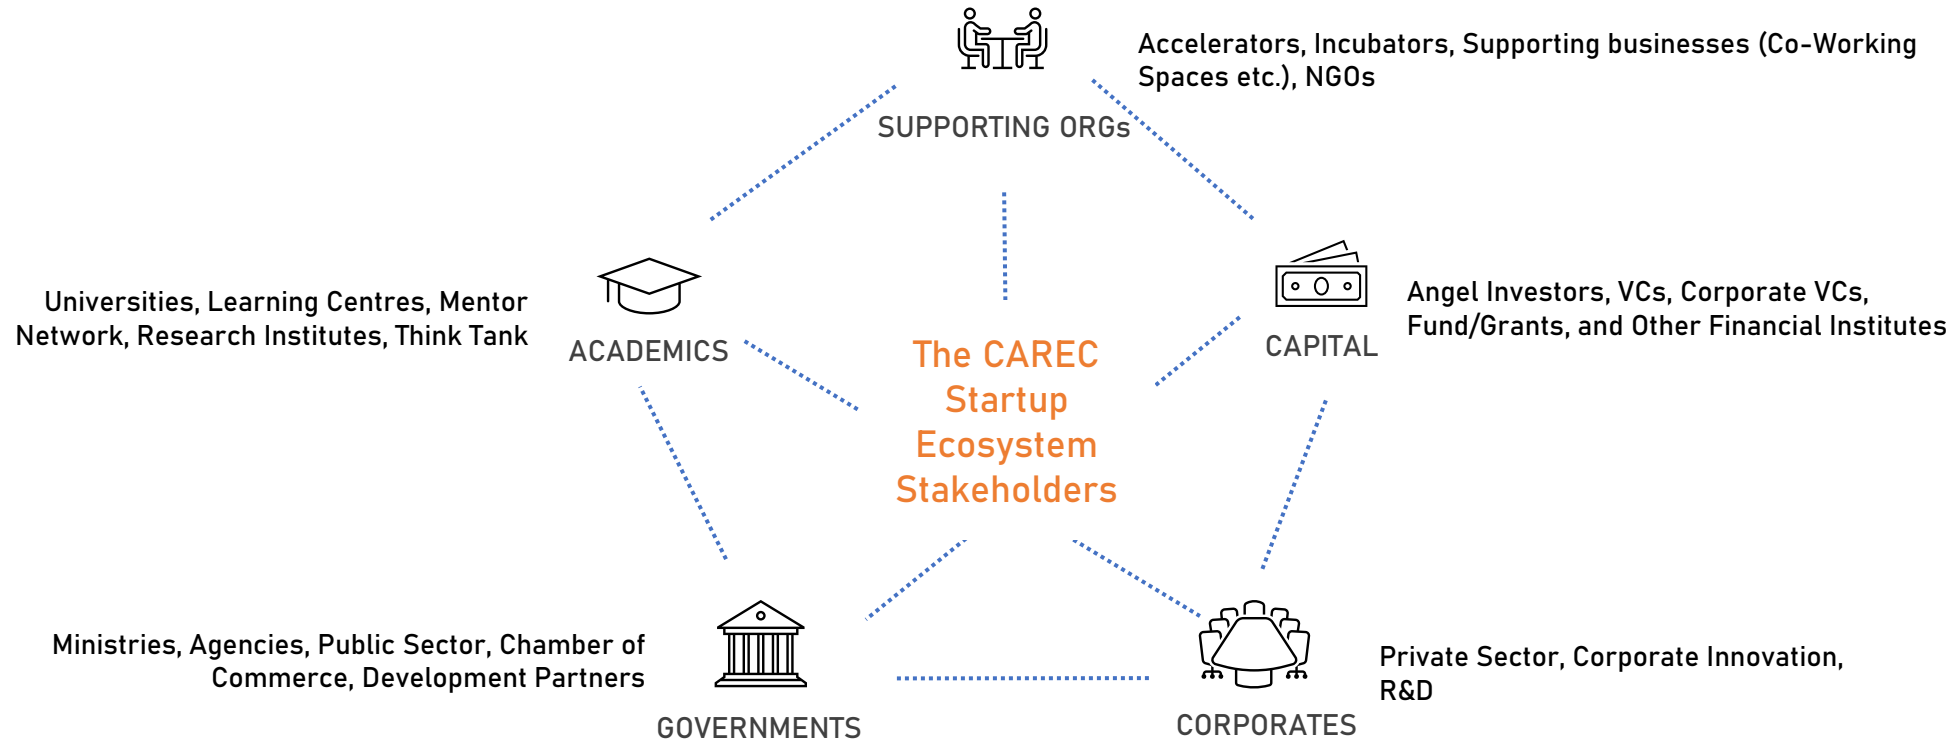 Accelerators, Incubators, Supporting businesses (Co-Working
Spaces etc.), NGOs
SUPPORTING ORGs
Universities, Learning Centres, Mentor
Network, Research Institutes, Think Tank
ACADEMICS
Angel Investors, VCs, Corporate VCs,
Fund/Grants, and Other Financial Institutes
CAPITAL
The CAREC
Startup
Ecosystem
Stakeholders
Ministries, Agencies, Public Sector, Chamber of
Commerce, Development Partners
GOVERNMENTS
Private Sector, Corporate Innovation,
R&D
CORPORATES